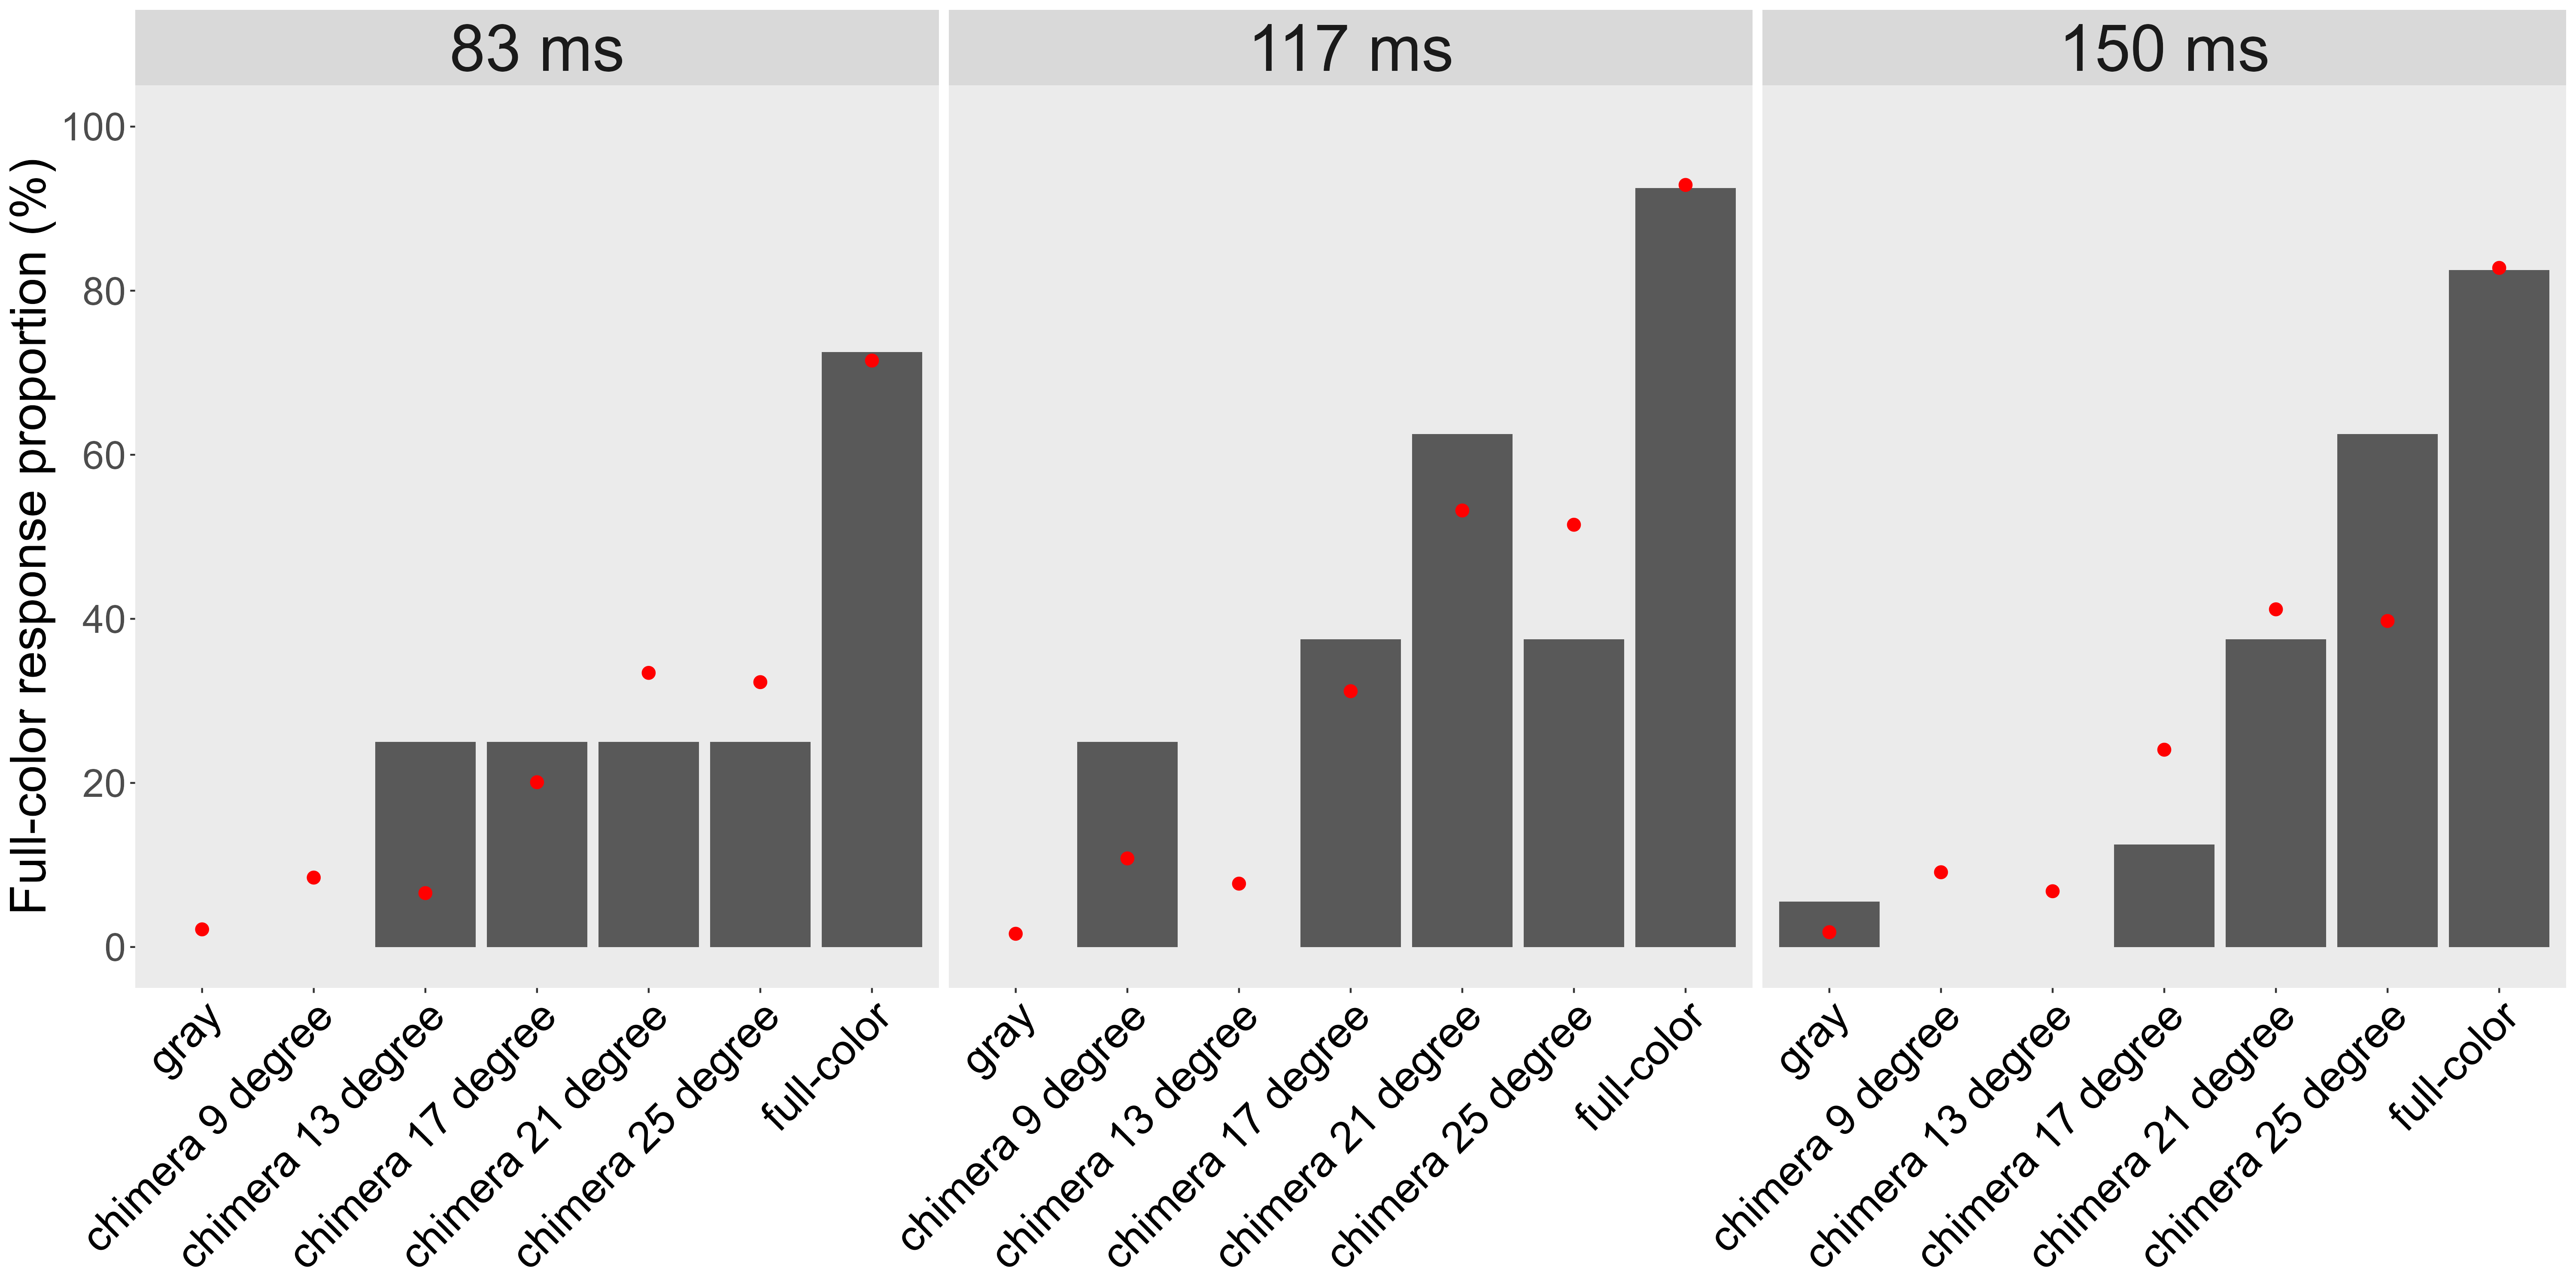 83 ms
117 ms
150 ms
Full-color response proportion (%)
100
80
60
40
20
0
gray
chimera 9 degree
chimera 13 degree
chimera 17 degree
chimera 21 degree
chimera 25 degree
full-color
gray
chimera 9 degree
chimera 13 degree
chimera 17 degree
chimera 21 degree
chimera 25 degree
full-color
gray
chimera 9 degree
chimera 13 degree
chimera 17 degree
chimera 21 degree
chimera 25 degree
full-color